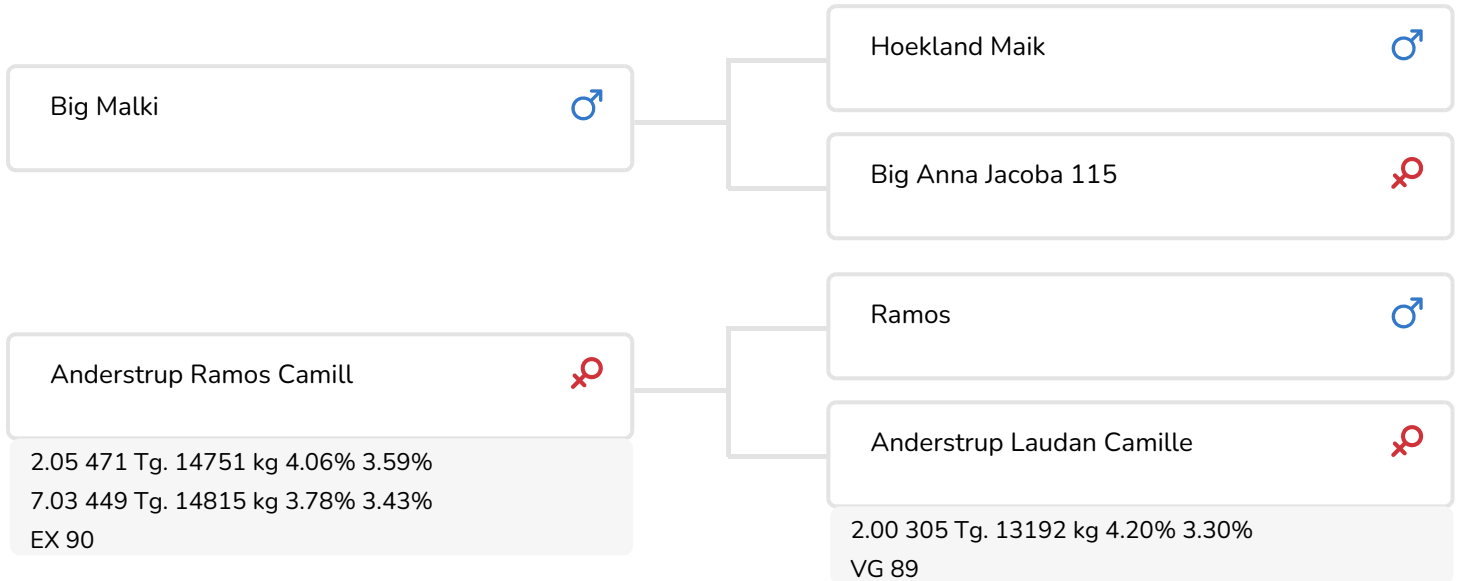 Big Malki
Hoekland Maik
Big Anna Jacoba 115
Anderstrup Ramos Camill
2.05 471 Tg. 14751 kg 4.06% 3.59%
7.03 449 Tg. 14815 kg 3.78% 3.43%
EX 90
Ramos
Anderstrup Laudan Camille
2.00 305 Tg. 13192 kg 4.20% 3.30%
VG 89